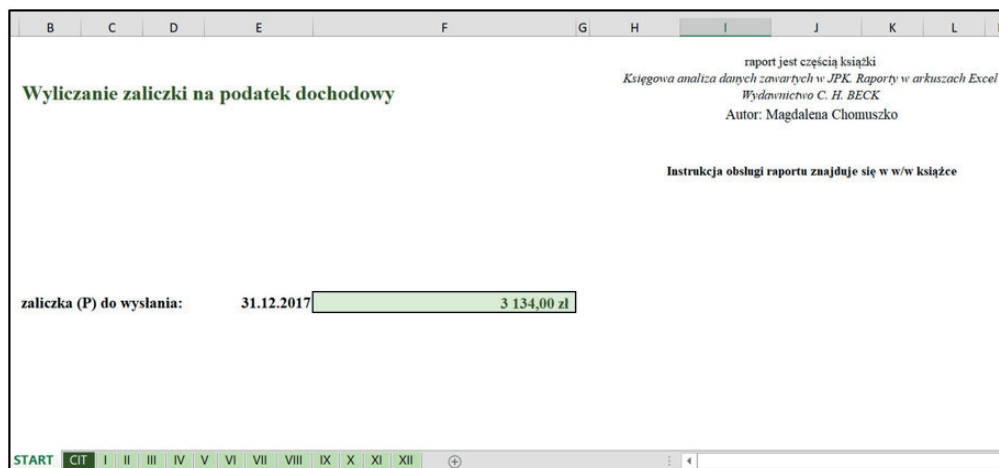 B C D E F G H I J K L
raport jest częścią książki
Księgowa analiza danych zawartych w JPK. Raporty w arkuszach Excel
Wyliczanie zaliczki na podatek dochodowy
Wydawnictwo C. H. BECK
Autor: Magdalena Chomuszko
Instrukcja obsługi raportu znajduje się w w/w książce
zaliczka (P) do wysłania: 31.12.2017 3 134,00 zł
START CIT I II III IV V VI VII VIII IX X XI XII